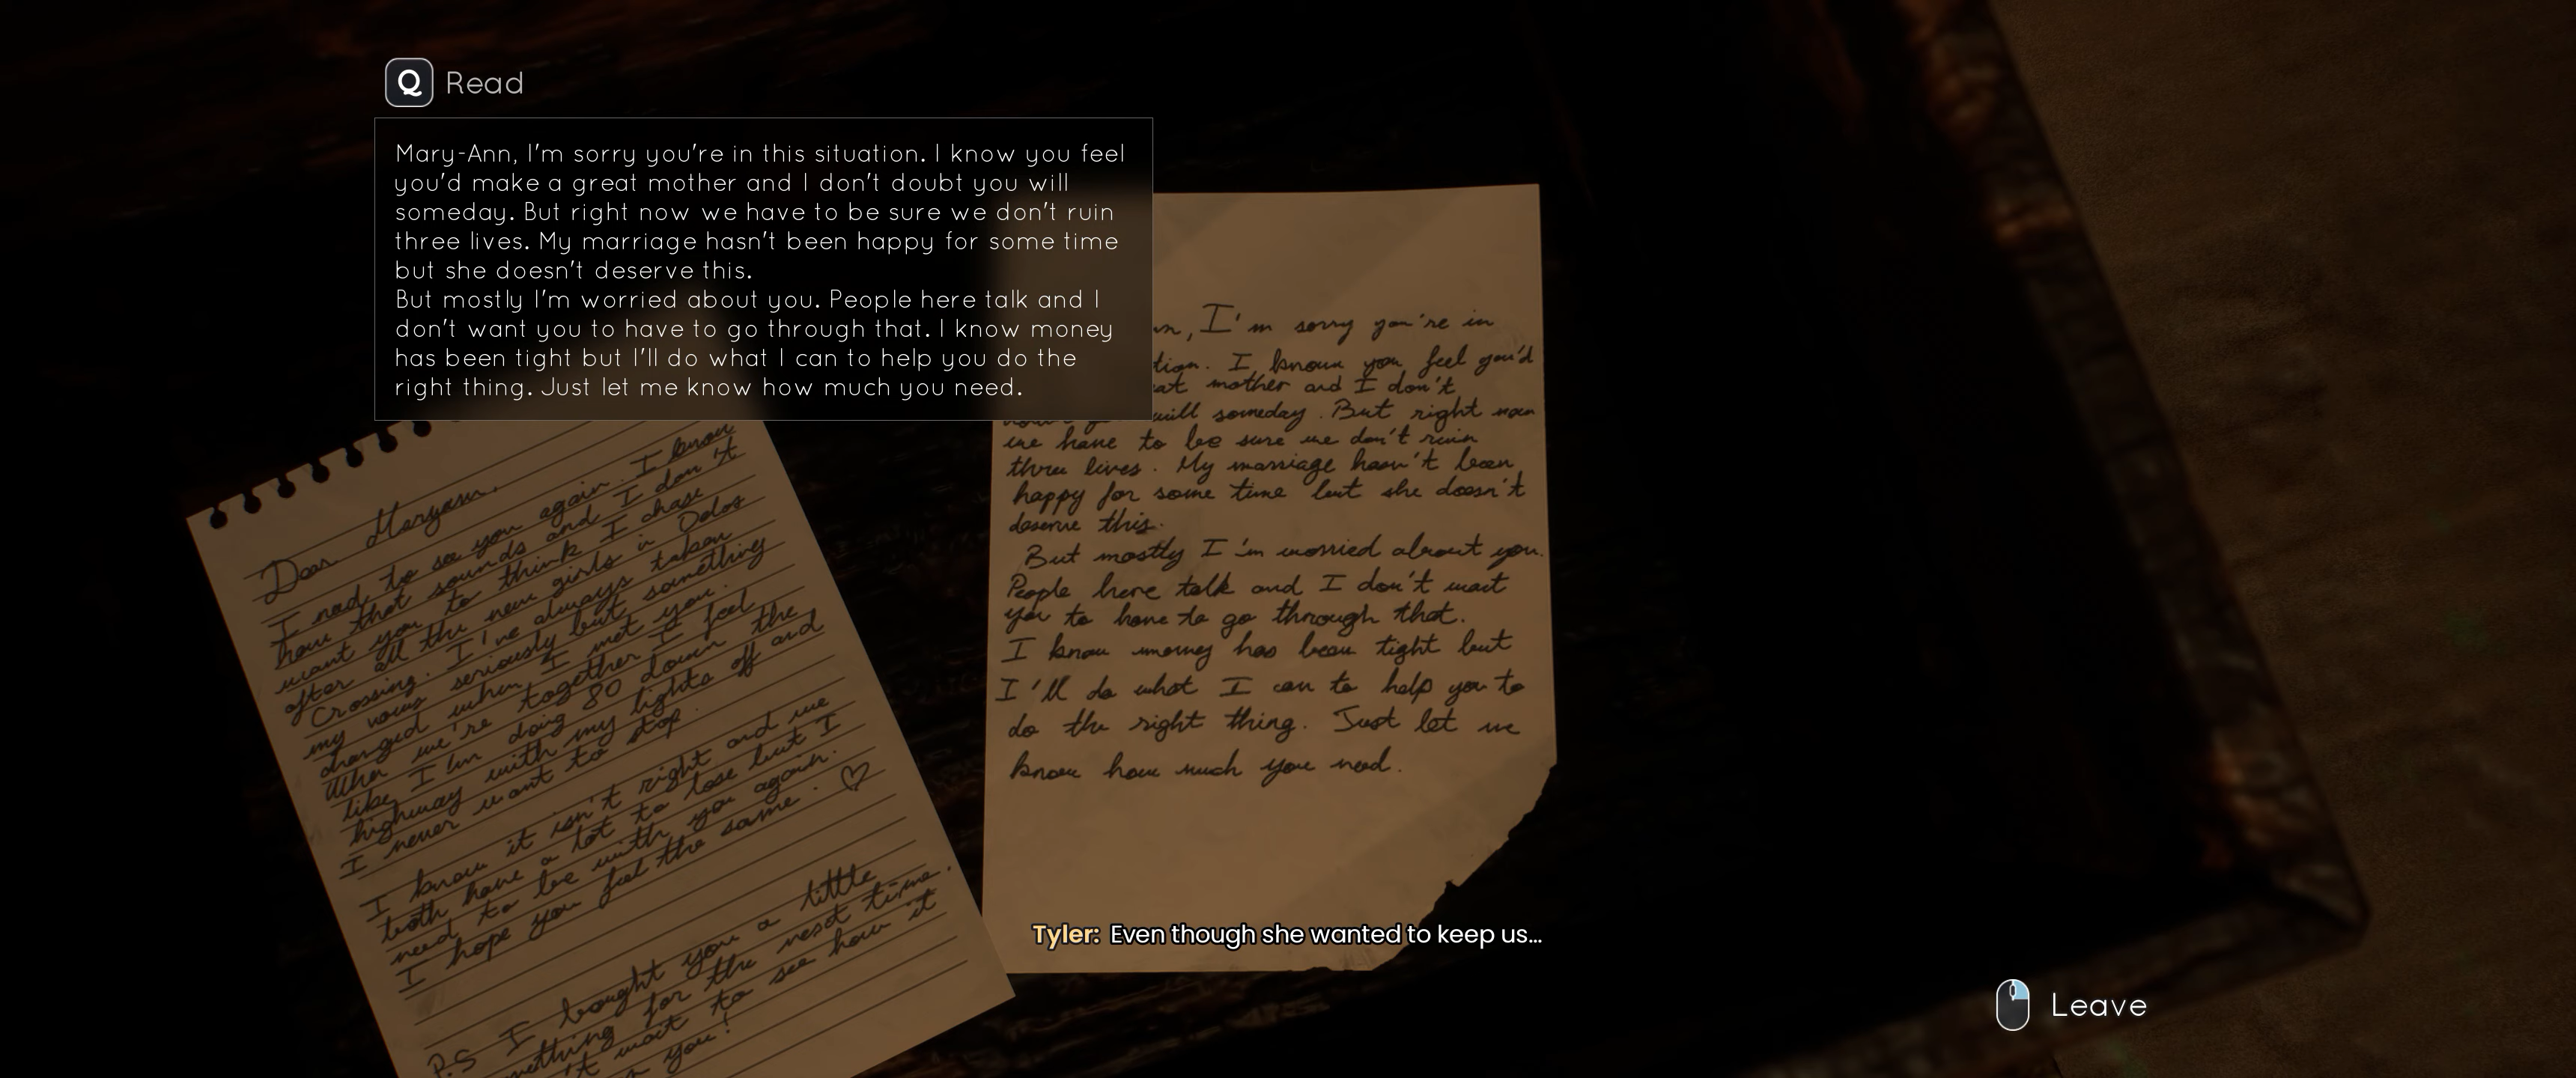 Q Read
Mary-Ann, I'm sorry you're in this situation. I know you feel
you'd make a great mother and I don't doubt you will
someday. But right now we have to be sure we don't ruin
three lives. My marriage hasn't been happy for some time
but she doesn't deserve this.
But mostly I'm worried about you. People here talk and I
don't want you to have to go through that. I know money
has been tight but I'll do what I can to help you do the
right thing. Just let me know how much you need.
Dear Maryann,
I need to see you again. I know
how that sounds and I don't
want you to think I chase
after all the new girls in Delos
Crossing. I've always taken
my vows seriously but something
changed when I met you.
When we're together I feel
like I'm doing 80 down the
highway with my lights off and
I never want to stop.
I know it isn't right and we
both have a lot to lose but I
need to be with you again.
I hope you feel the same. ♡
P.S I bought you a little
something for the next time.
wait to see how it
you!
I'm sorry you're in
I know you feel you'd
mother and I don't
will someday. But right now
we have to be sure we don't ruin
three lives. My marriage hasn't been
happy for some time but she doesn't
deserve this.
But mostly I'm worried about you.
People here talk and I don't want
you to have to go through that.
I know money has been tight but
I'll do what I can to help you to
do the right thing. Just let me
know how much you need.
Tyler: Even though she wanted to keep us...
Leave